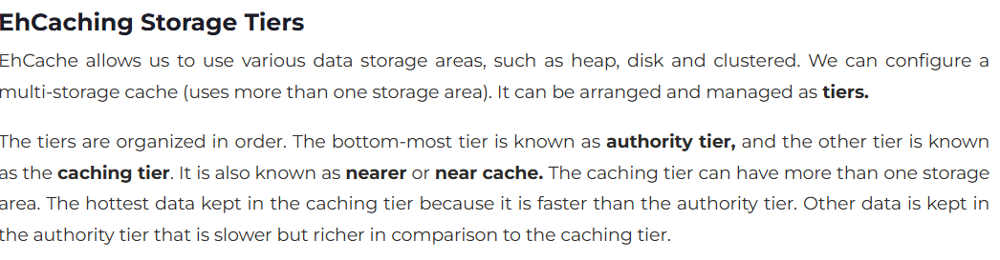 EhCaching Storage Tiers
EhCache allows us to use various data storage areas, such as heap, disk and clustered. We can configure a
multi-storage cache (uses more than one storage area). It can be arranged and managed as tiers.
The tiers are organized in order. The bottom-most tier is known as authority tier, and the other tier is known
as the caching tier. It is also known as nearer or near cache. The caching tier can have more than one storage
area. The hottest data kept in the caching tier because it is faster than the authority tier. Other data is kept in
the authority tier that is slower but richer in comparison to the caching tier.